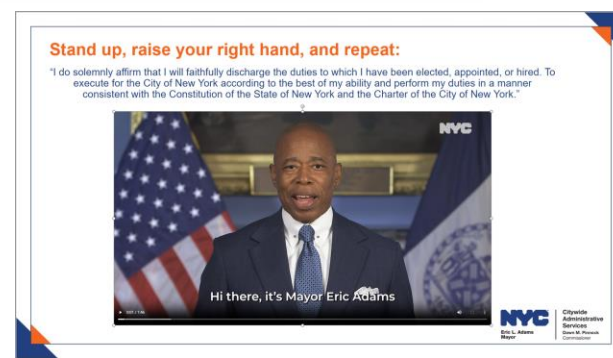 Stand up, raise your right hand, and repeat:
“I do solemnly affirm that I will faithfully discharge the duties to which I have been elected, appointed, or hired. To
execute for the City of New York according to the best of my ability and perform my duties in a manner
consistent with the Constitution of the State of New York and the Charter of the City of New York.”
NYC
Hi there, it's Mayor Eric Adams
NYC
Eric L. Adams
Mayor
Citywide
Administrative
Services
Dawn M. Pinnock
Commissioner